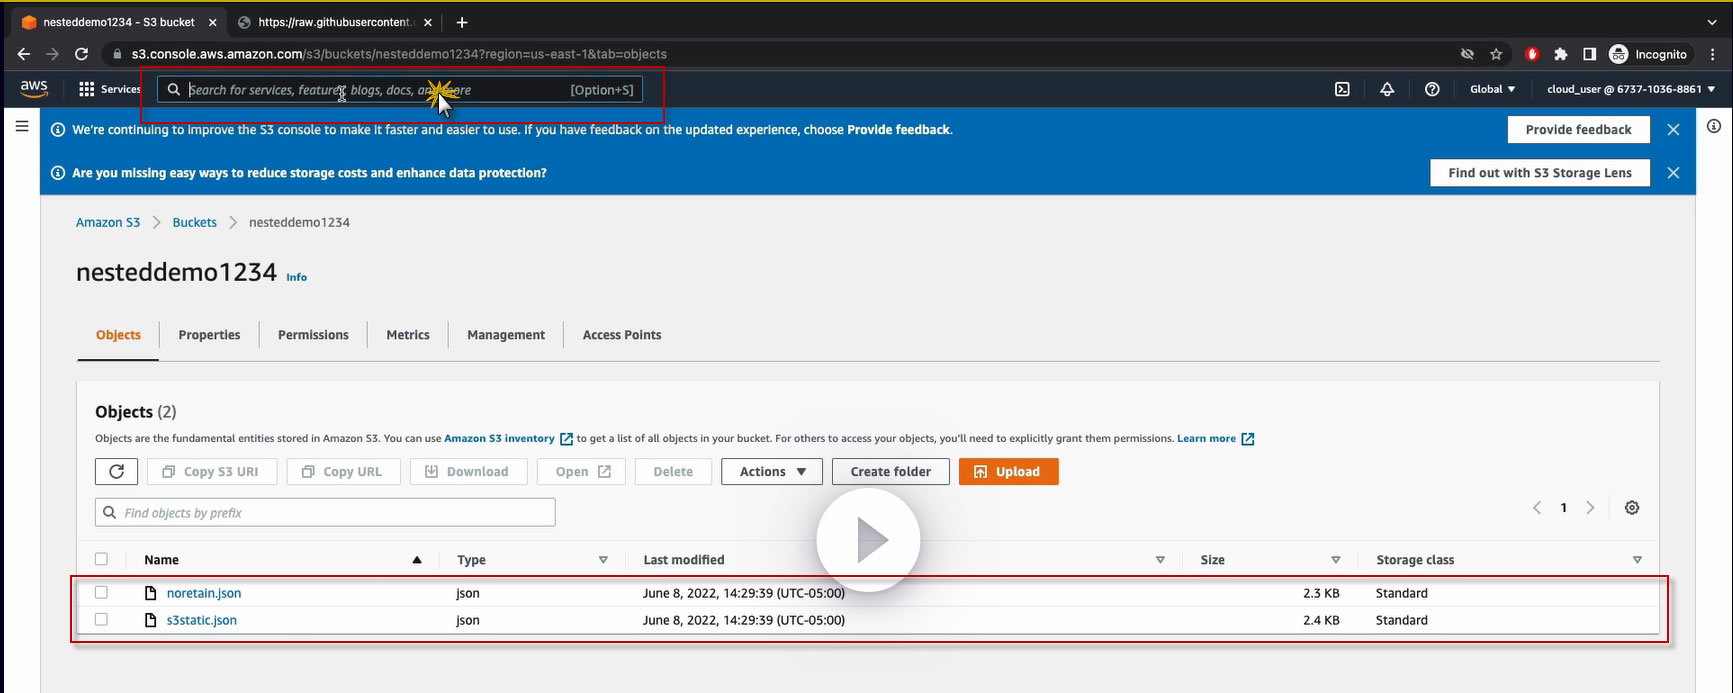 nesteddemo1234 - S3 bucket
https://raw.githubusercontent.
s3.console.aws.amazon.com/s3/buckets/nesteddemo1234?region=us-east-1&tab=objects
Incognito
aws
Services
Search for services, features, blogs, docs, and more
[Option+S]
Global
cloud_user @ 6737-1036-8861
We're continuing to improve the S3 console to make it faster and easier to use. If you have feedback on the updated experience, choose Provide feedback.
Provide feedback
Are you missing easy ways to reduce storage costs and enhance data protection?
Find out with S3 Storage Lens
Amazon S3 > Buckets > nesteddemo1234
nesteddemo1234 Info
Objects Properties Permissions Metrics Management Access Points
Objects (2)
Objects are the fundamental entities stored in Amazon S3. You can use Amazon S3 inventory to get a list of all objects in your bucket. For others to access your objects, you'll need to explicitly grant them permissions. Learn more
Copy S3 URI Copy URL Download Open Delete Actions Create folder Upload
Find objects by prefix
1
Name Type Last modified Size Storage class
noretain.json json June 8, 2022, 14:29:39 (UTC-05:00) 2.3 KB Standard
s3static.json json June 8, 2022, 14:29:39 (UTC-05:00) 2.4 KB Standard